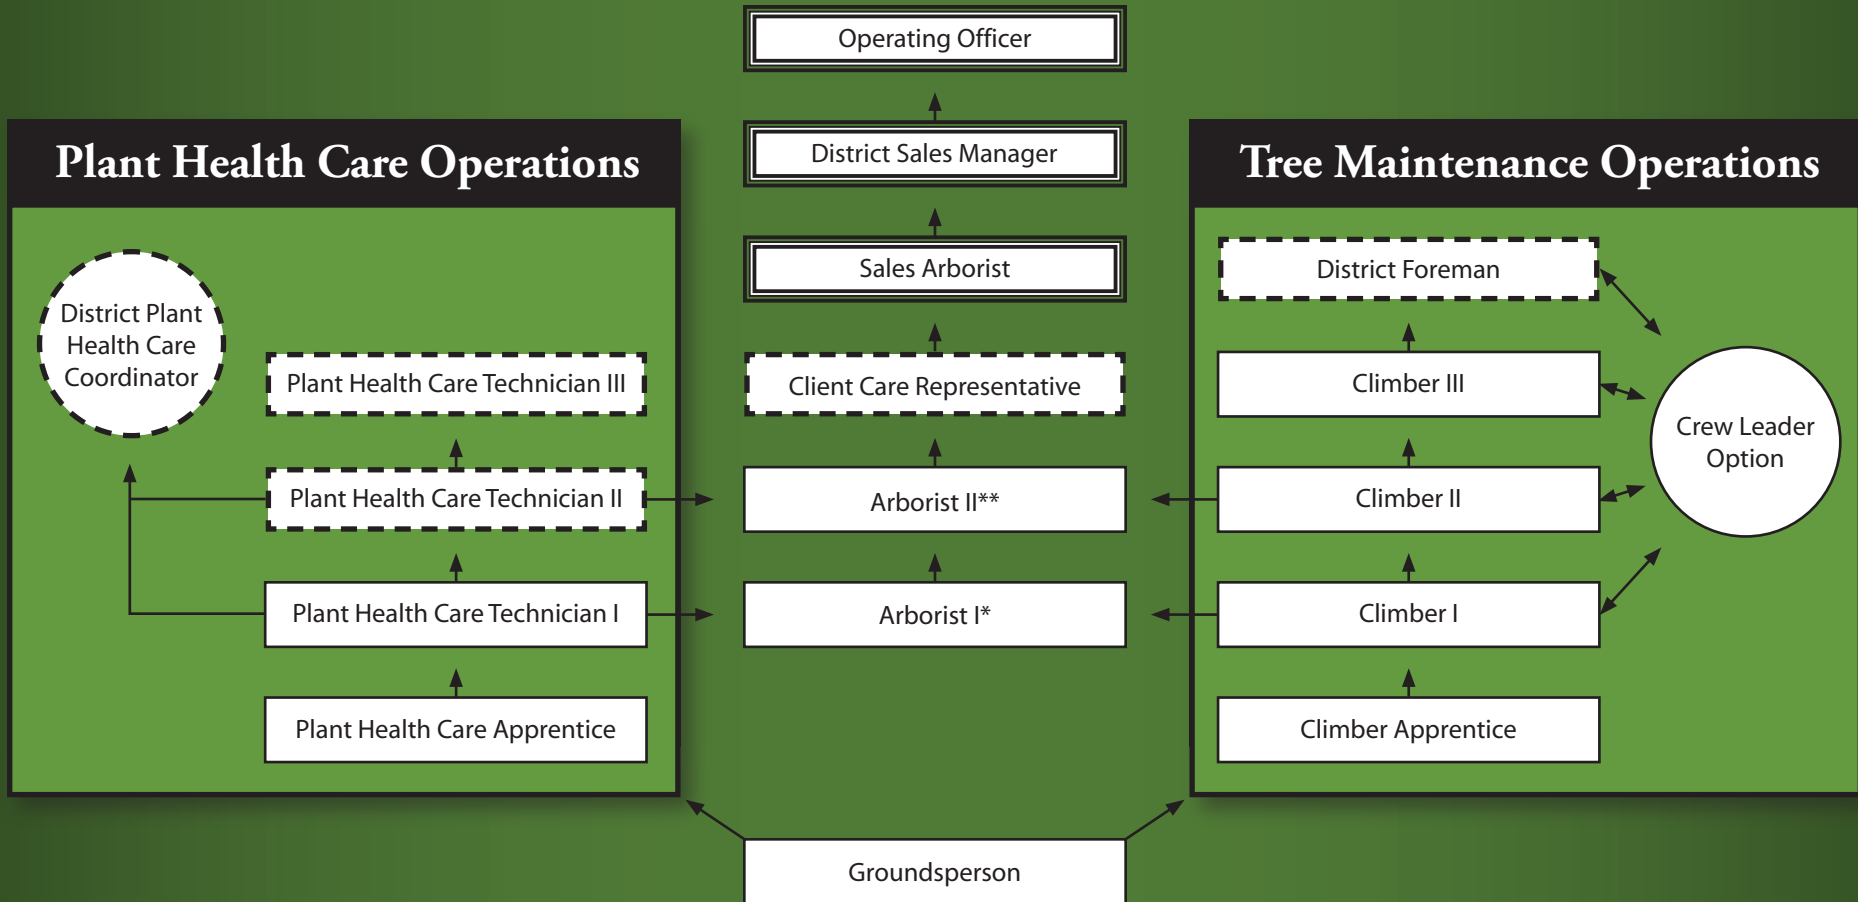 Operating Officer
District Sales Manager
Sales Arborist
Client Care Representative
Arborist II**
Arborist I*
Plant Health Care Operations
District Plant
Health Care
Coordinator
Plant Health Care Technician III
Plant Health Care Technician II
Plant Health Care Technician I
Plant Health Care Apprentice
Tree Maintenance Operations
District Foreman
Climber III
Climber II
Climber I
Climber Apprentice
Crew Leader
Option
Groundsperson